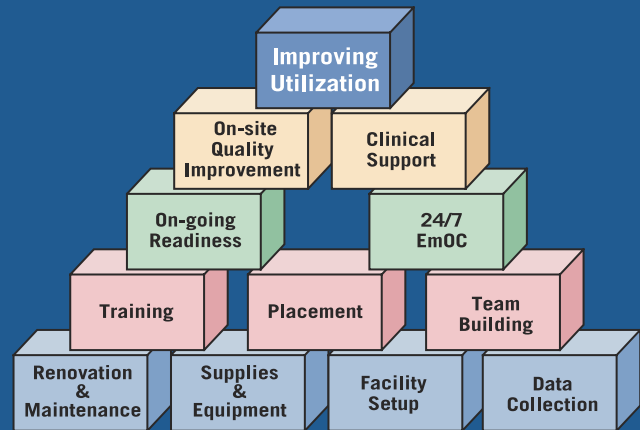 Improving
Utilization
On-site
Quality
Improvement
Clinical
Support
On-going
Readiness
24/7
EmOC
Training
Placement
Team
Building
Renovation
&
Maintenance
Supplies
&
Equipment
Facility
Setup
Data
Collection